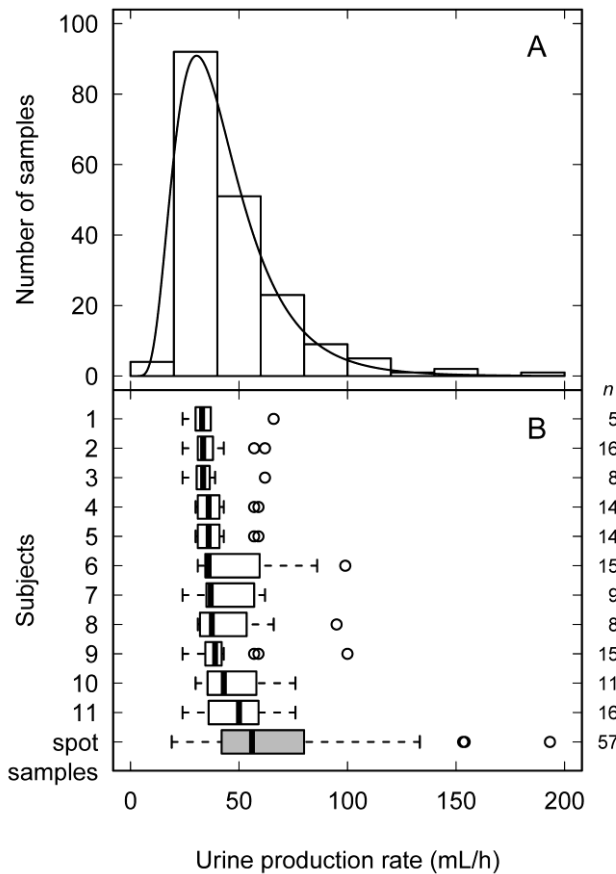 A
100
80
60
40
20
0
Number of samples
n
B
1 5
2 16
3 8
4 14
5 14
6 15
7 9
8 8
9 15
10 11
11 16
spot 57
samples
Subjects
0 50 100 150 200
Urine production rate (mL/h)